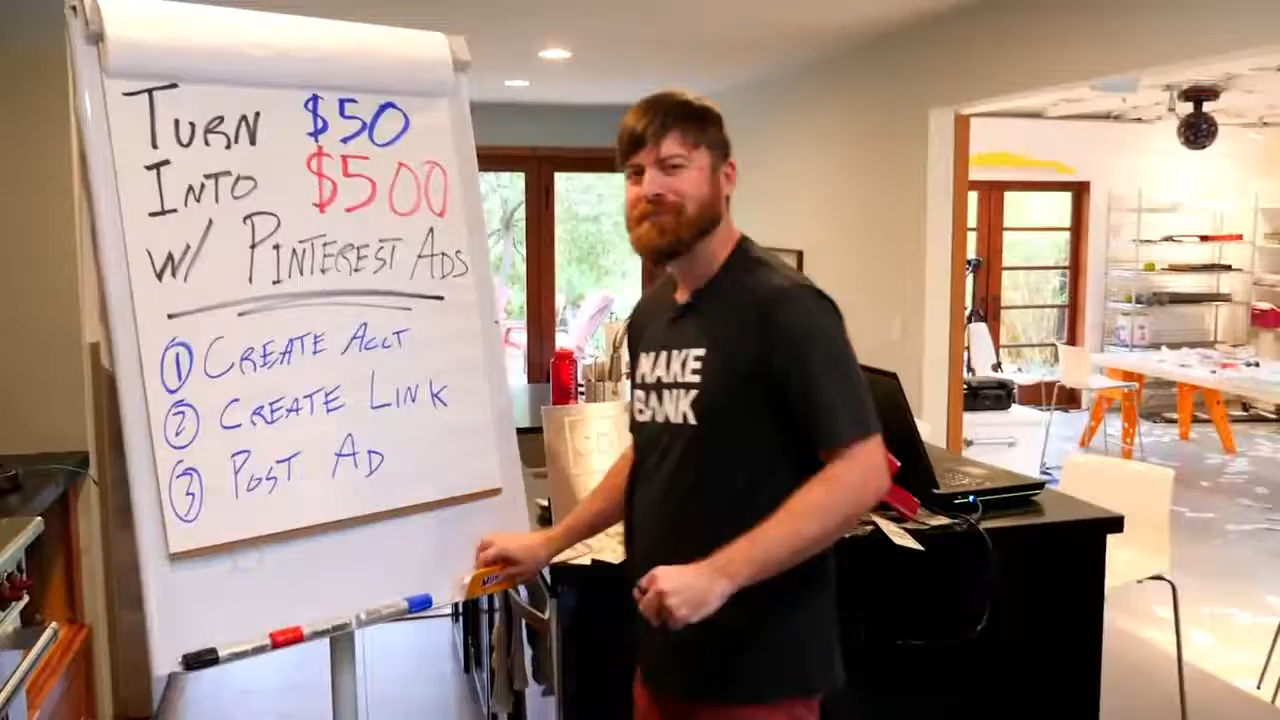 TURN $50
INTO $500
W/ PINTEREST ADS
1 CREATE ACCT
2 CREATE LINK
3 POST AD
MAKE
BANK